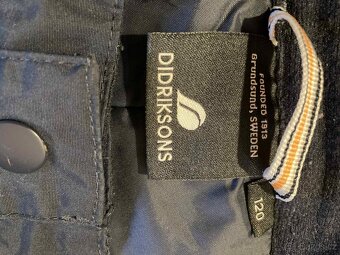 DIDRIKSONS
FOUNDED 1913
Grundsund, SWEDEN
120